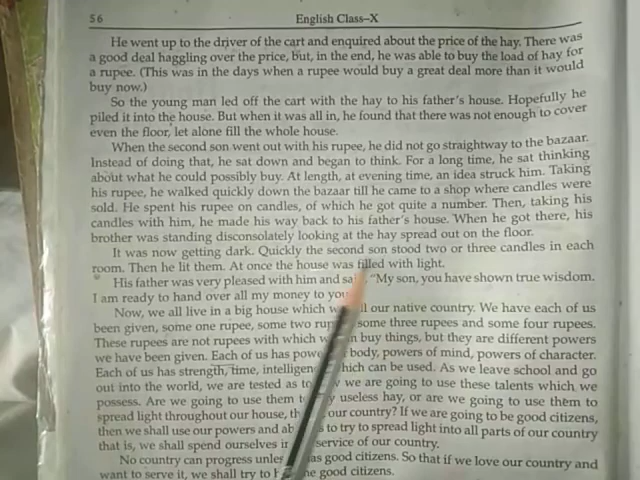 56
English Class–X
He went up to the driver of the cart and enquired about the price of the hay. There was
a good deal haggling over the price, but, in the end, he was able to buy the load of hay for
a rupee. (This was in the days when a rupee would buy a great deal more than it would
buy now.)
So the young man led off the cart with the hay to his father's house. Hopefully he
piled it into the house. But when it was all in, he found that there was not enough to cover
even the floor, let alone fill the whole house.
When the second son went out with his rupee, he did not go straightway to the bazaar.
Instead of doing that, he sat down and began to think. For a long time, he sat thinking
about what he could possibly buy. At length, at evening time, an idea struck him. Taking
his rupee, he walked quickly down the bazaar till he came to a shop where candles were
sold. He spent his rupee on candles, of which he got quite a number. Then, taking his
candles with him, he made his way back to his father's house. When he got there, his
brother was standing disconsolately looking at the hay spread out on the floor.
It was now getting dark. Quickly the second son stood two or three candles in each
room. Then he lit them. At once the house was filled with light.
His father was very pleased with him and "My son, you have shown true wisdom.
I am ready to hand over all my money to you
Now, we all live in a big house which our native country. We have each of us
been given, some one rupee, some two some three rupees and some four rupees.
These rupees are not rupees with which buy things, but they are different powers
we have been given. Each of us has body, powers of mind, powers of character.
Each of us has strength, time, which can be used. As we leave school and go
out into the world, we are tested as we are going to use these talents which we
possess. Are we going to use them useless hay, or are we going to use them to
spread light throughout our house, our country? If we are going to be good citizens,
then we shall use our powers and to try to spread light into all parts of our country
that is, we shall spend ourselves service of our country.
No country can progress good citizens. So that if we love our country and
want to serve it, we shall try to good citizens.